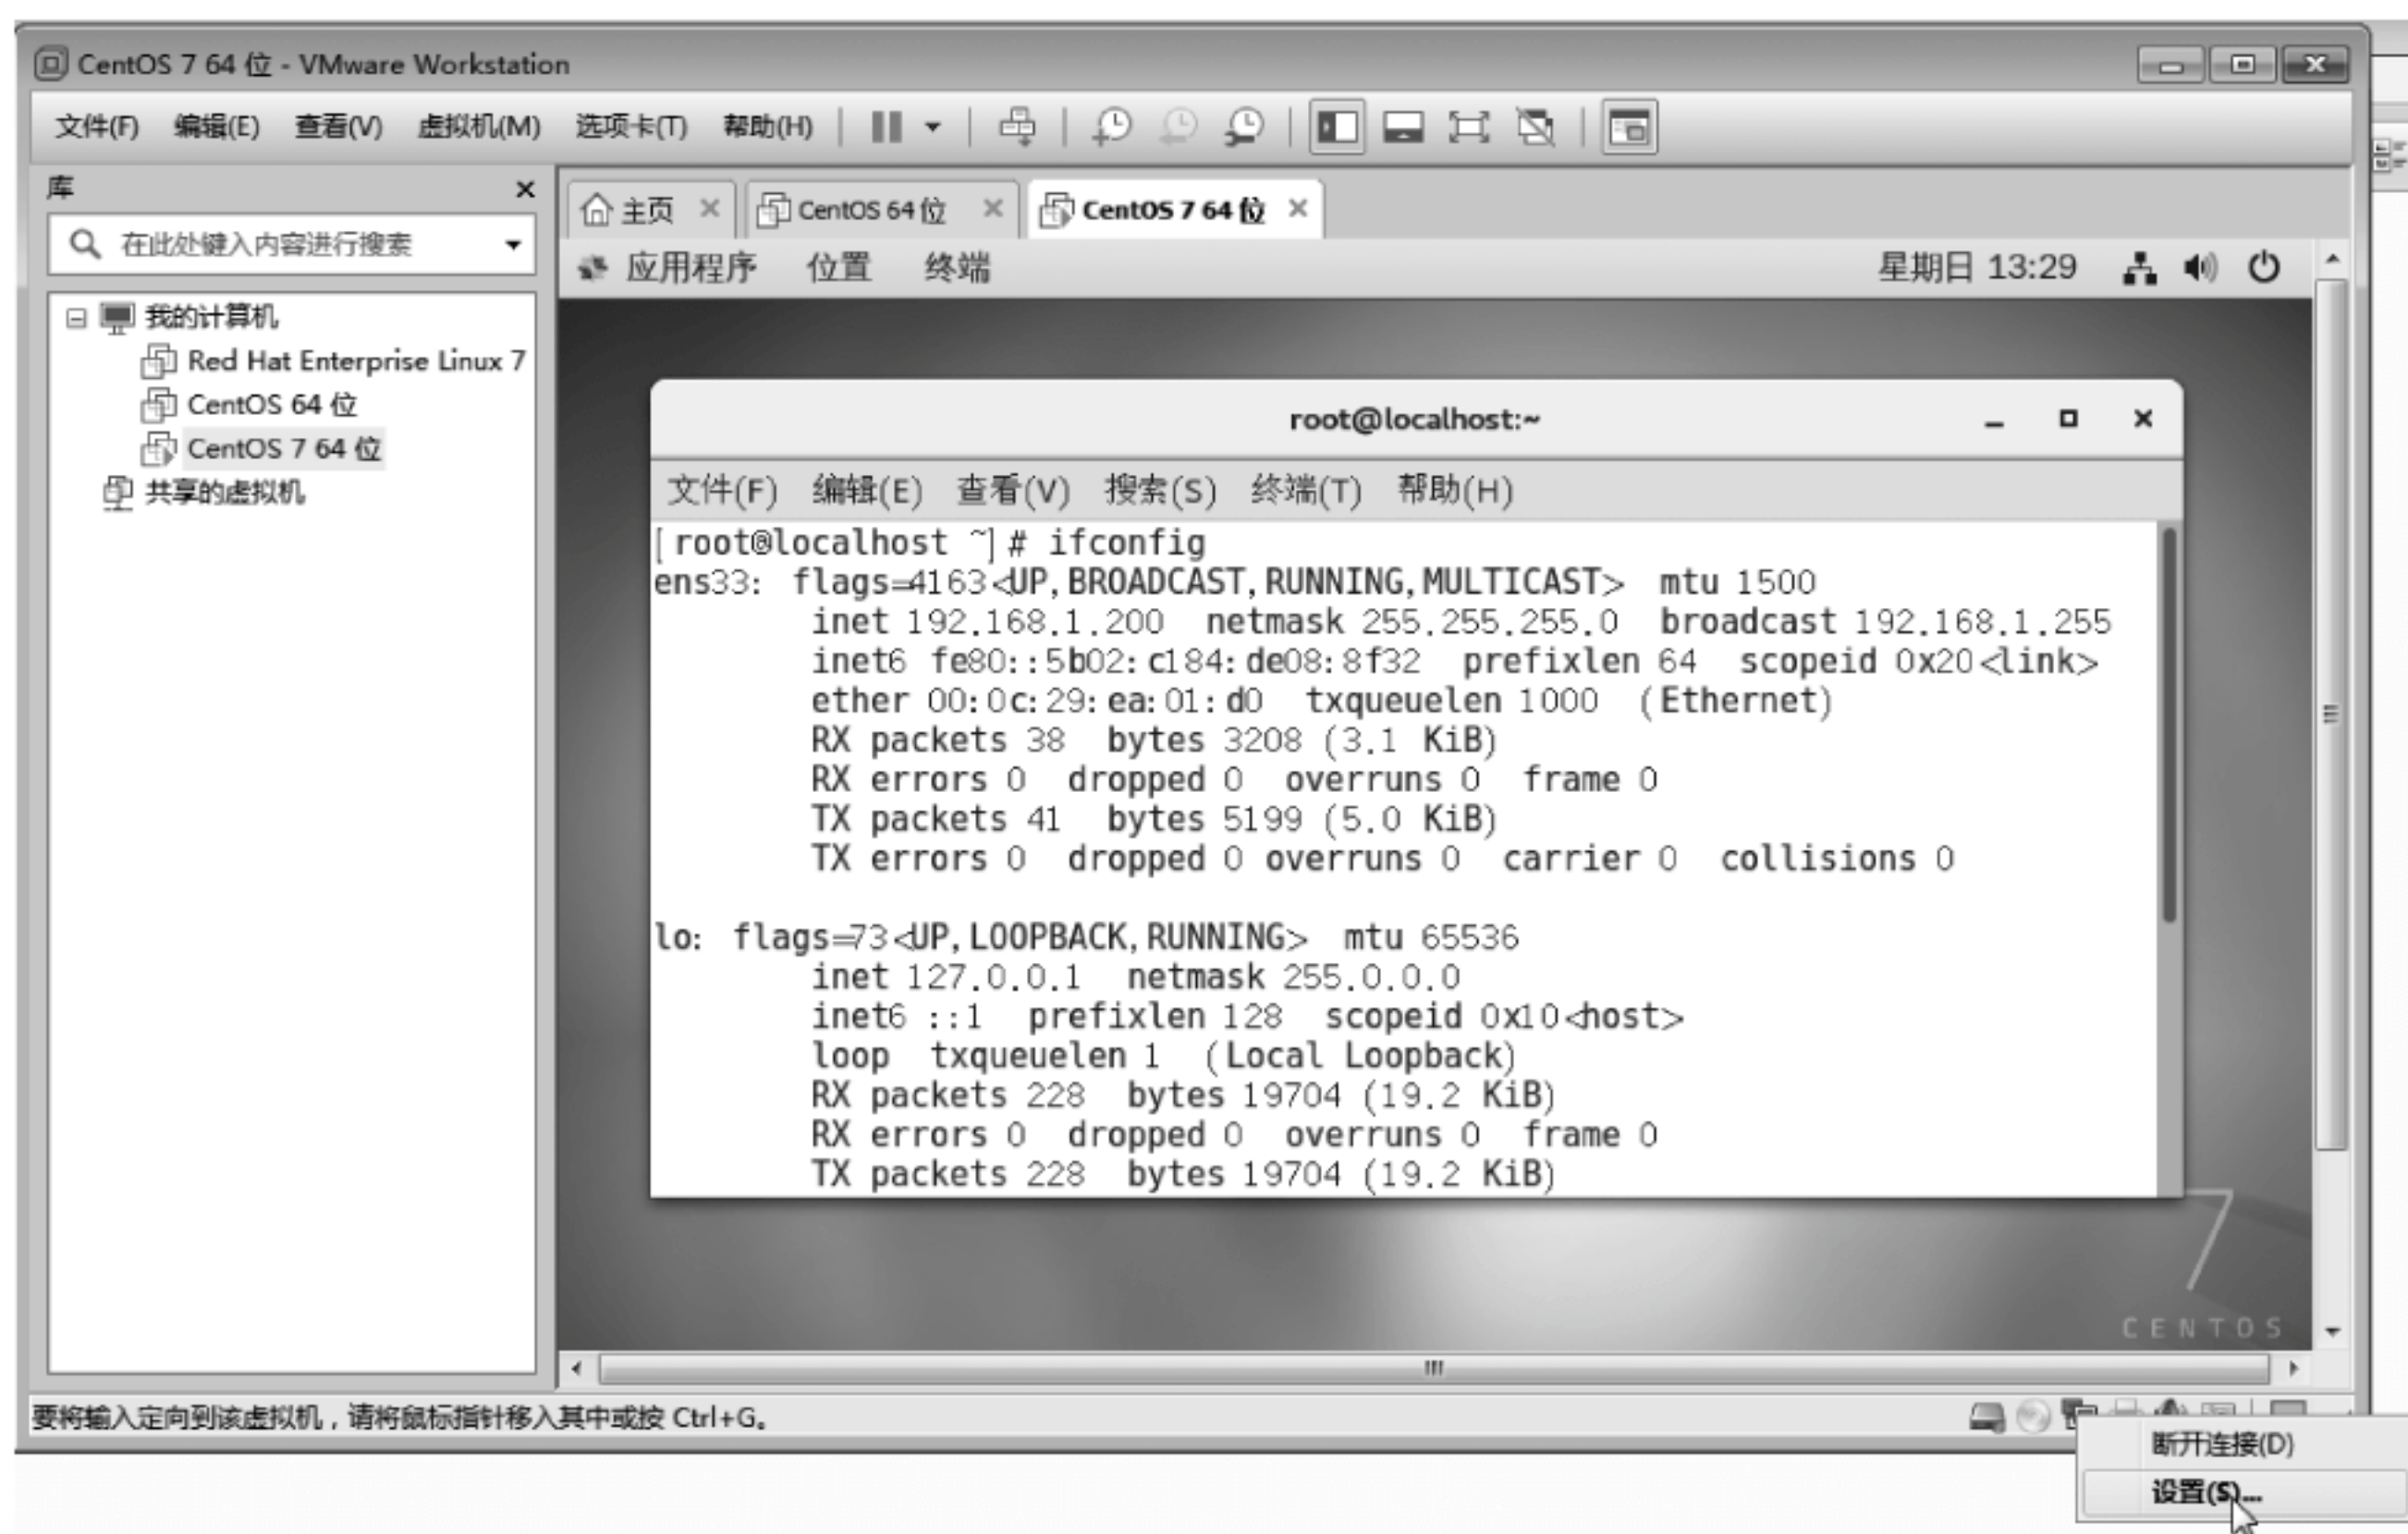 CentOS 7 64 位 - VMware Workstation
文件(F) 编辑(E) 查看(V) 虚拟机(M) 选项卡(T) 帮助(H)
库
在此处键入内容进行搜索
我的计算机
Red Hat Enterprise Linux 7
CentOS 64 位
CentOS 7 64 位
共享的虚拟机
主页 CentOS 64 位 CentOS 7 64 位
应用程序 位置 终端 星期日 13:29
root@localhost:~
文件(F) 编辑(E) 查看(V) 搜索(S) 终端(T) 帮助(H)
[root@localhost ~]# ifconfig
ens33: flags=4163<UP,BROADCAST,RUNNING,MULTICAST> mtu 1500
inet 192.168.1.200 netmask 255.255.255.0 broadcast 192.168.1.255
inet6 fe80::5b02:c184:de08:8f32 prefixlen 64 scopeid 0x20<link>
ether 00:0c:29:ea:01:d0 txqueuelen 1000 (Ethernet)
RX packets 38 bytes 3208 (3.1 KiB)
RX errors 0 dropped 0 overruns 0 frame 0
TX packets 41 bytes 5199 (5.0 KiB)
TX errors 0 dropped 0 overruns 0 carrier 0 collisions 0
lo: flags=73<UP,LOOPBACK,RUNNING> mtu 65536
inet 127.0.0.1 netmask 255.0.0.0
inet6 ::1 prefixlen 128 scopeid 0x10<host>
loop txqueuelen 1 (Local Loopback)
RX packets 228 bytes 19704 (19.2 KiB)
RX errors 0 dropped 0 overruns 0 frame 0
TX packets 228 bytes 19704 (19.2 KiB)
7
CENTOS
要将输入定向到该虚拟机，请将鼠标指针移入其中或按 Ctrl+G。
断开连接(D)
设置(S)...